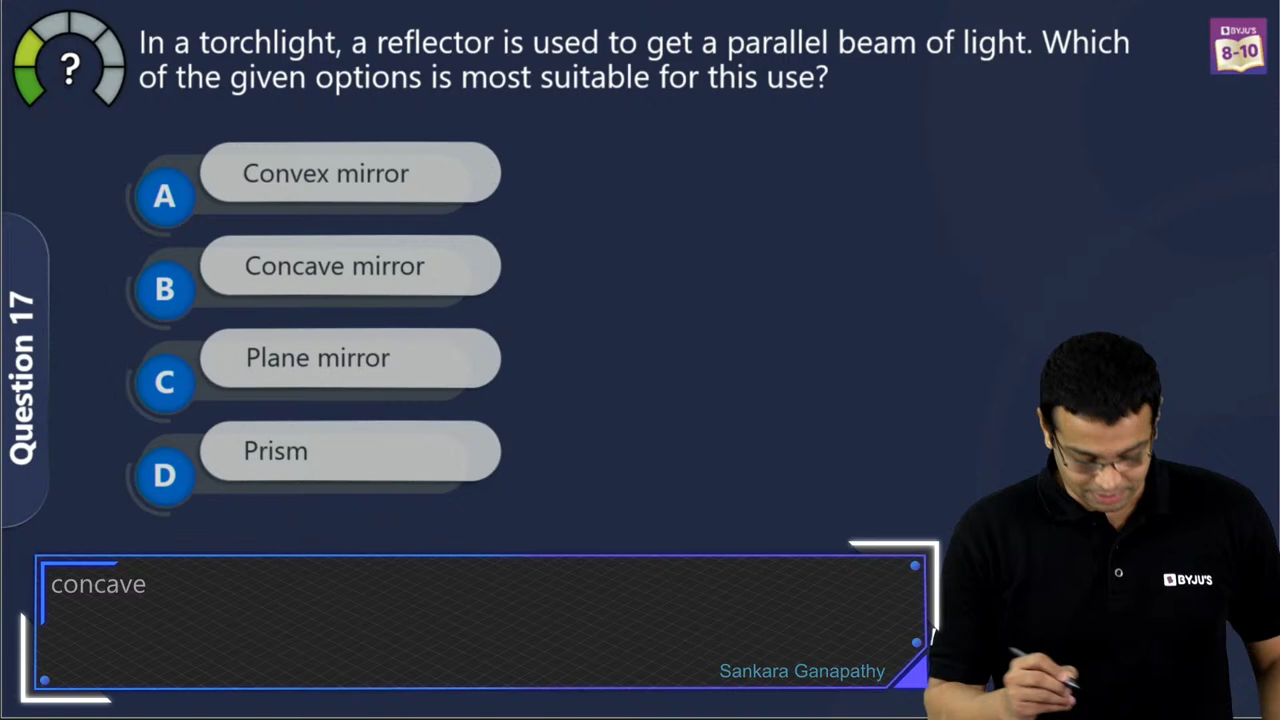 ?
In a torchlight, a reflector is used to get a parallel beam of light. Which
of the given options is most suitable for this use?
BYJU'S
8-10
A
Convex mirror
B
Concave mirror
C
Plane mirror
D
Prism
Question 17
concave
Sankara Ganapathy
BYJU'S